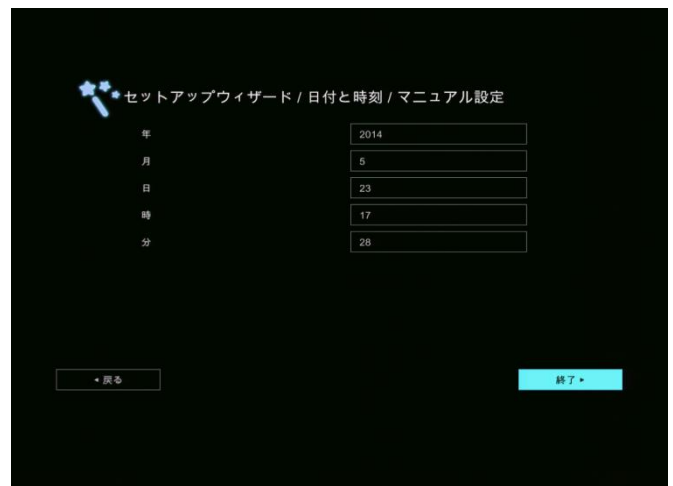 セットアップウィザード / 日付と時刻 / マニュアル設定
年 2014
月 5
日 23
時 17
分 28
◂ 戻る 終了 ▸